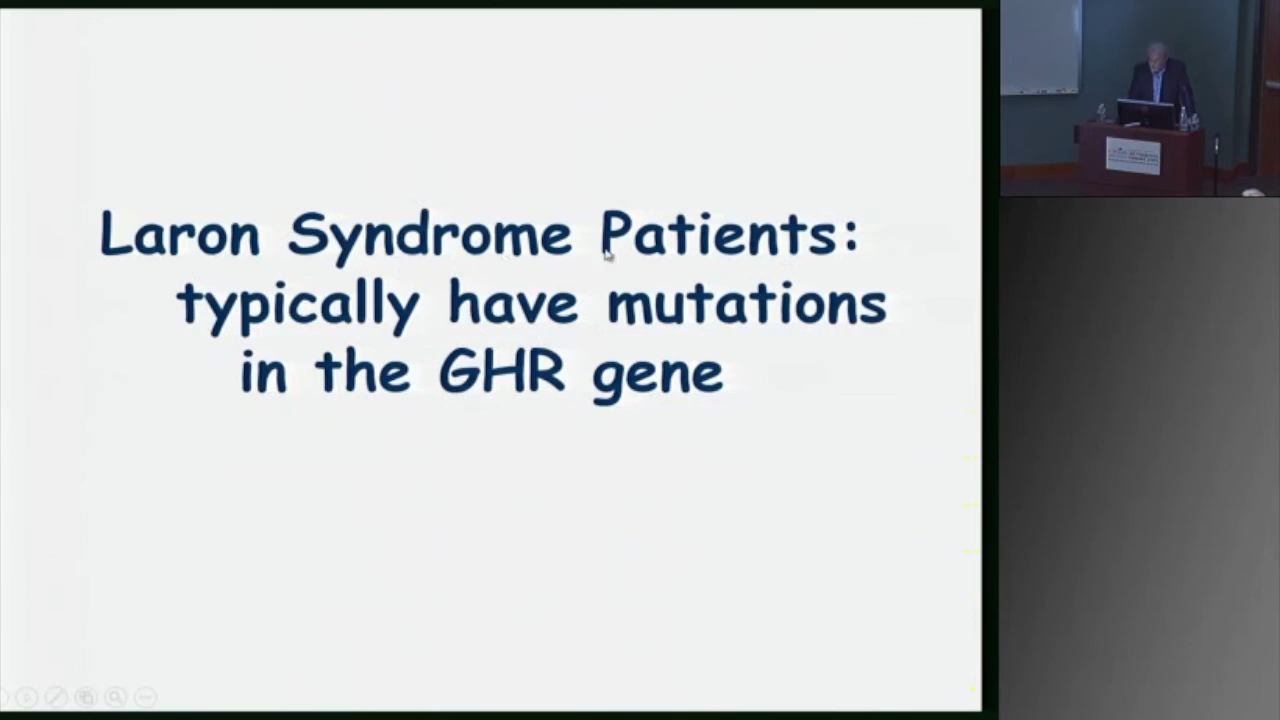 Laron Syndrome Patients:
typically have mutations
in the GHR gene